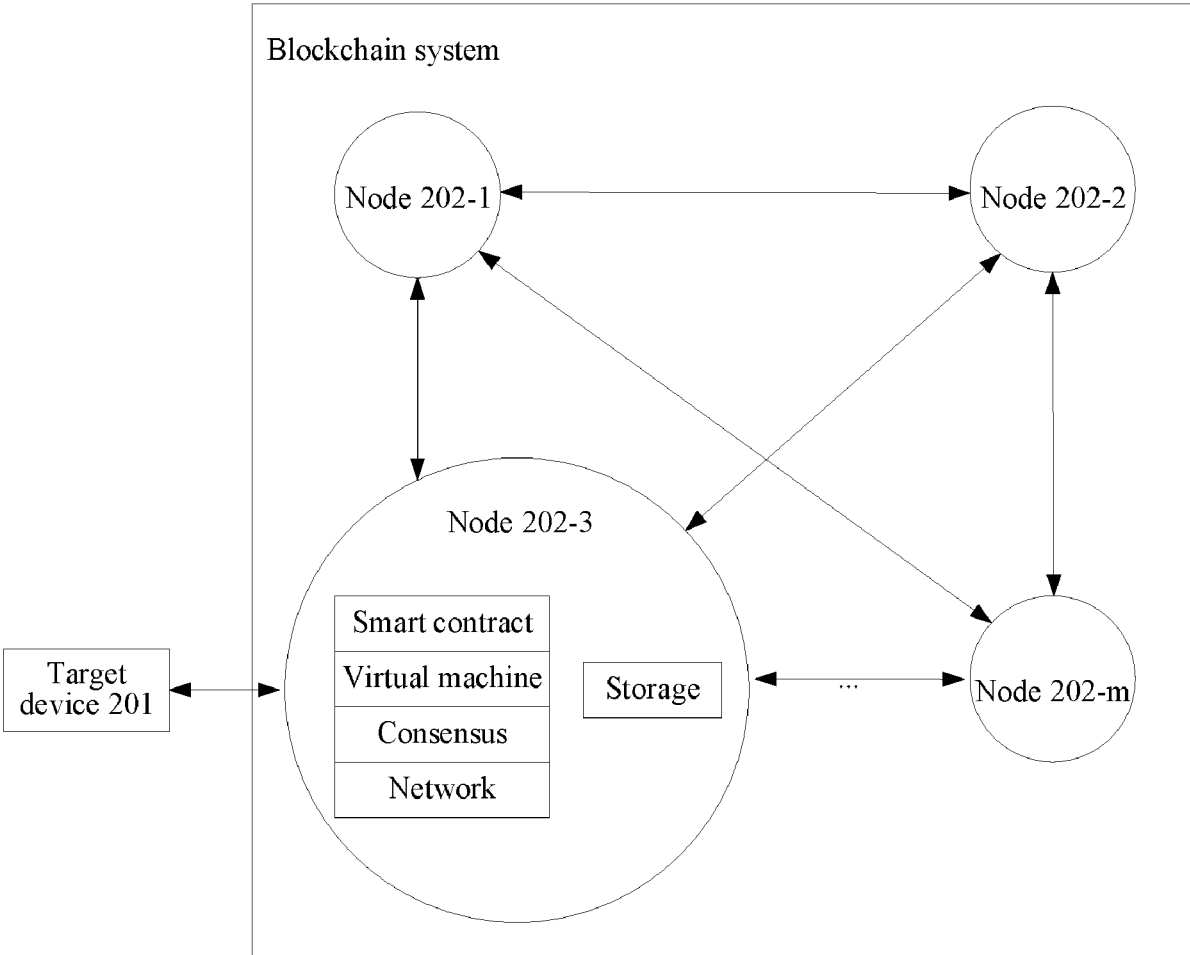 Blockchain system
Node 202-1
Node 202-2
Node 202-3
Smart contract
Virtual machine
Consensus
Network
Storage
Target
device 201
...
Node 202-m